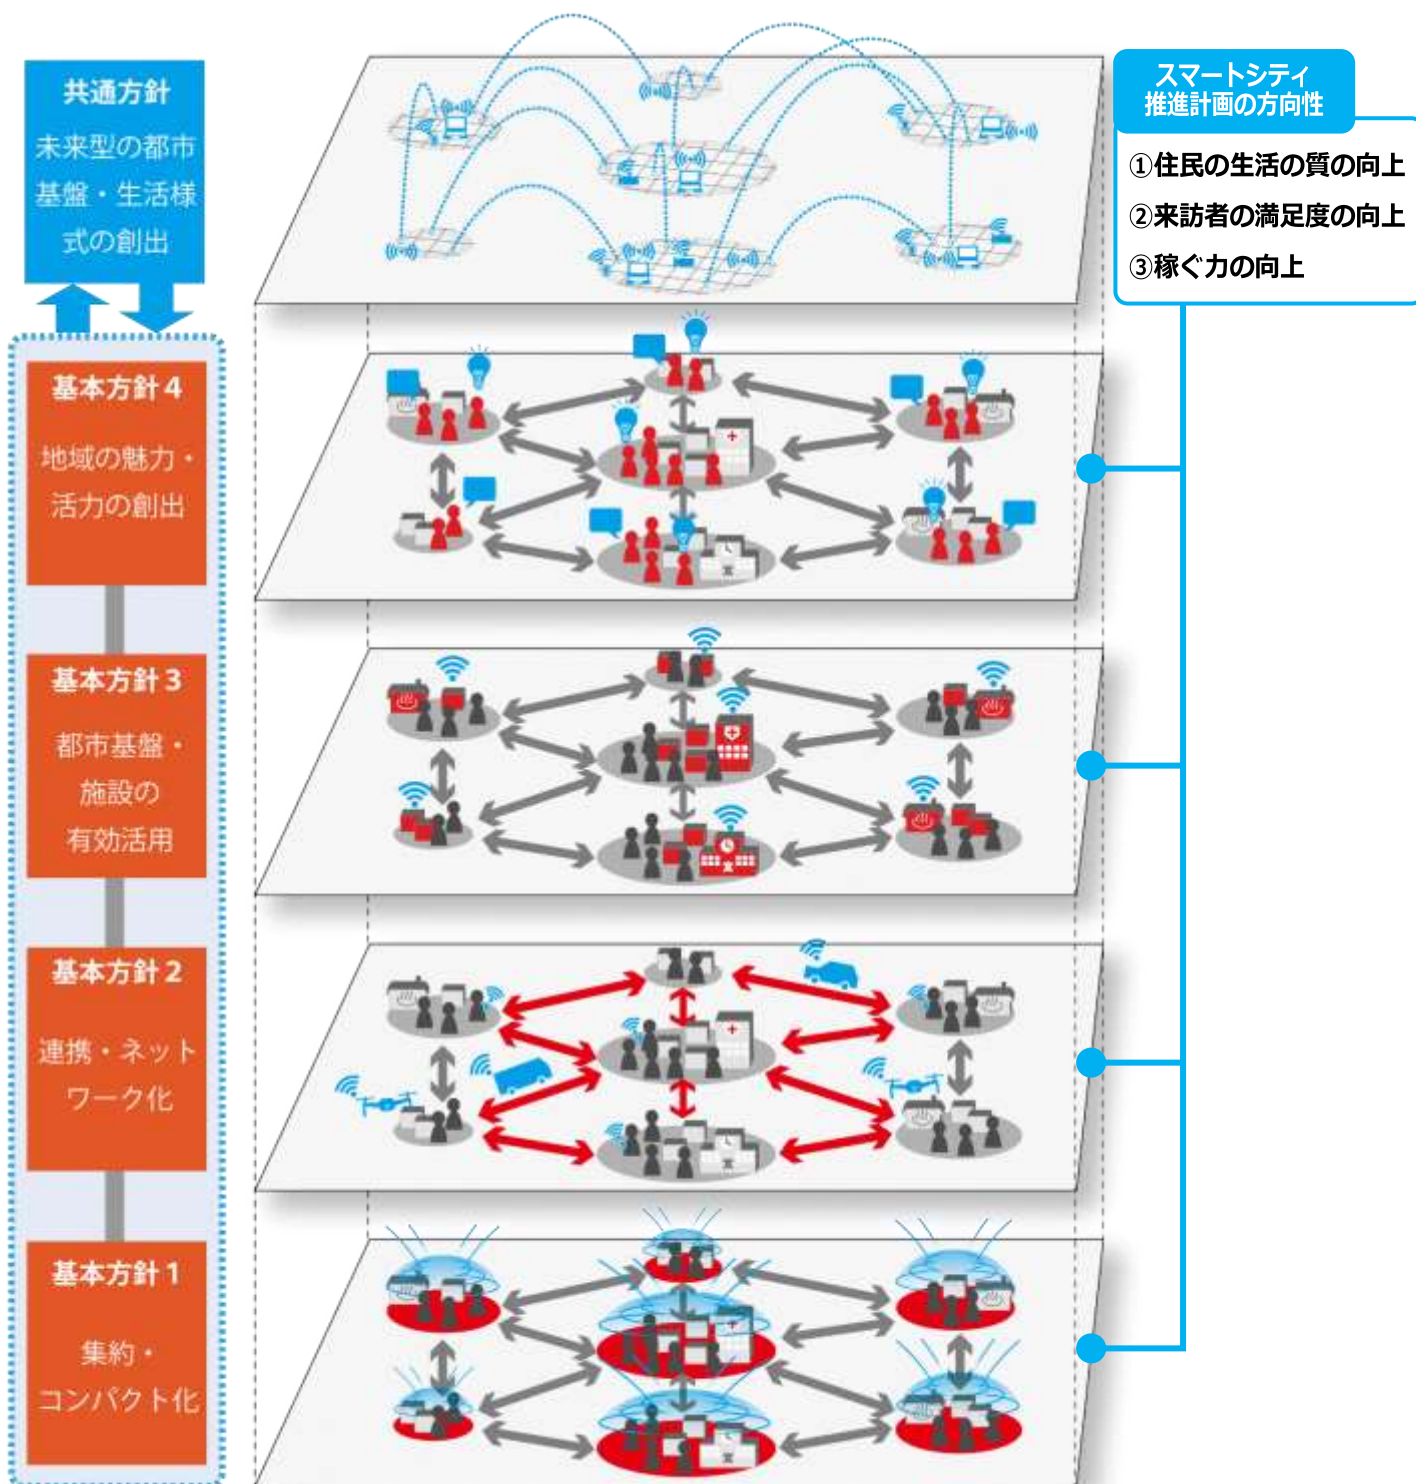 共通方針
未来型の都市
基盤・生活様
式の創出
基本方針4
地域の魅力・
活力の創出
基本方針3
都市基盤・
施設の
有効活用
基本方針2
連携・ネット
ワーク化
基本方針1
集約・
コンパクト化
スマートシティ
推進計画の方向性
①住民の生活の質の向上
②来訪者の満足度の向上
③稼ぐ力の向上